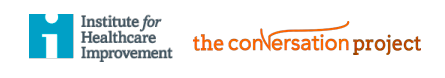 Institute for
Healthcare
Improvement
the conversation project